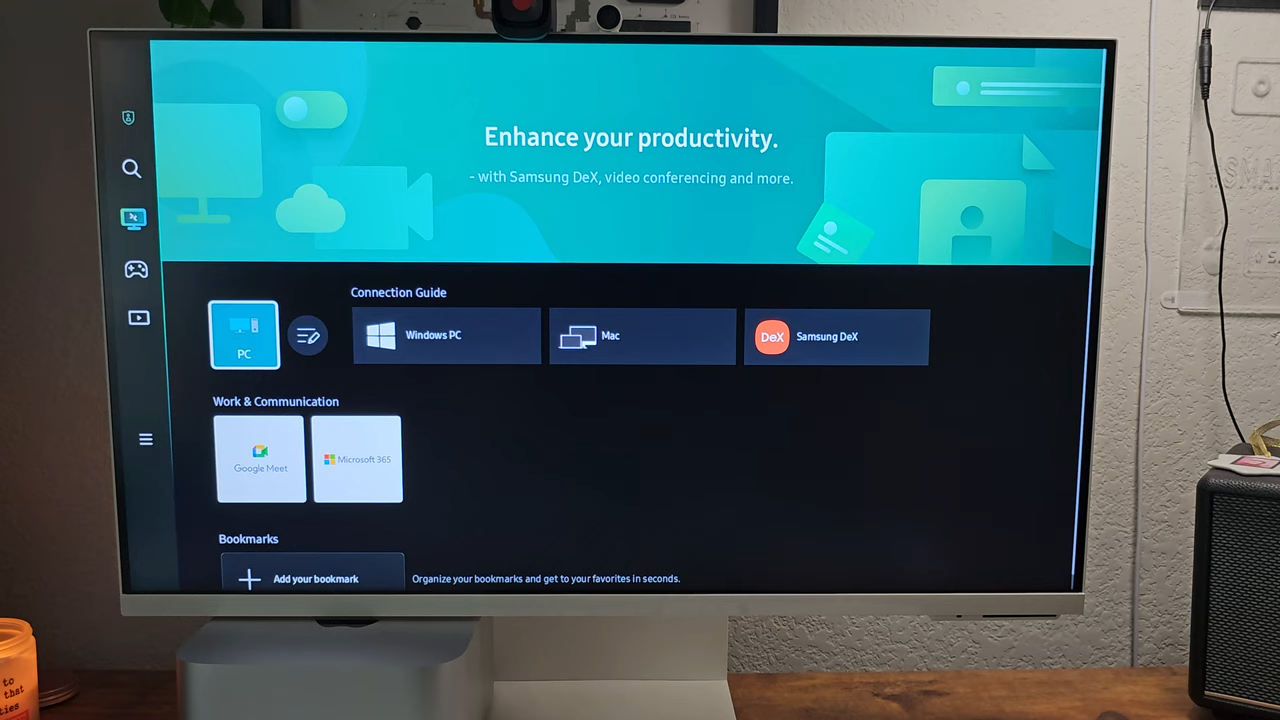 Enhance your productivity.
- with Samsung DeX, video conferencing and more.
PC
Connection Guide
Windows PC
Mac
DeX
Samsung DeX
Work & Communication
Google Meet
Microsoft 365
Bookmarks
Add your bookmark
Organize your bookmarks and get to your favorites in seconds.
to
that